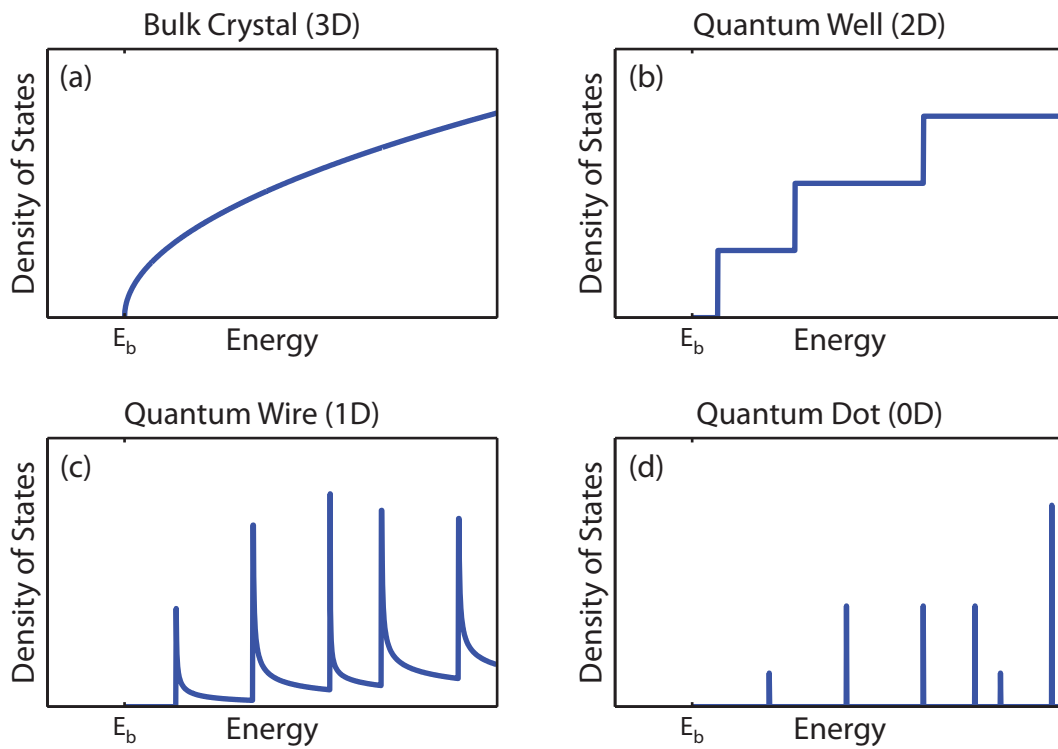 Bulk Crystal (3D)
(a)
Density of States
E_b
Energy
Quantum Well (2D)
(b)
Density of States
E_b
Energy
Quantum Wire (1D)
(c)
Density of States
E_b
Energy
Quantum Dot (0D)
(d)
Density of States
E_b
Energy